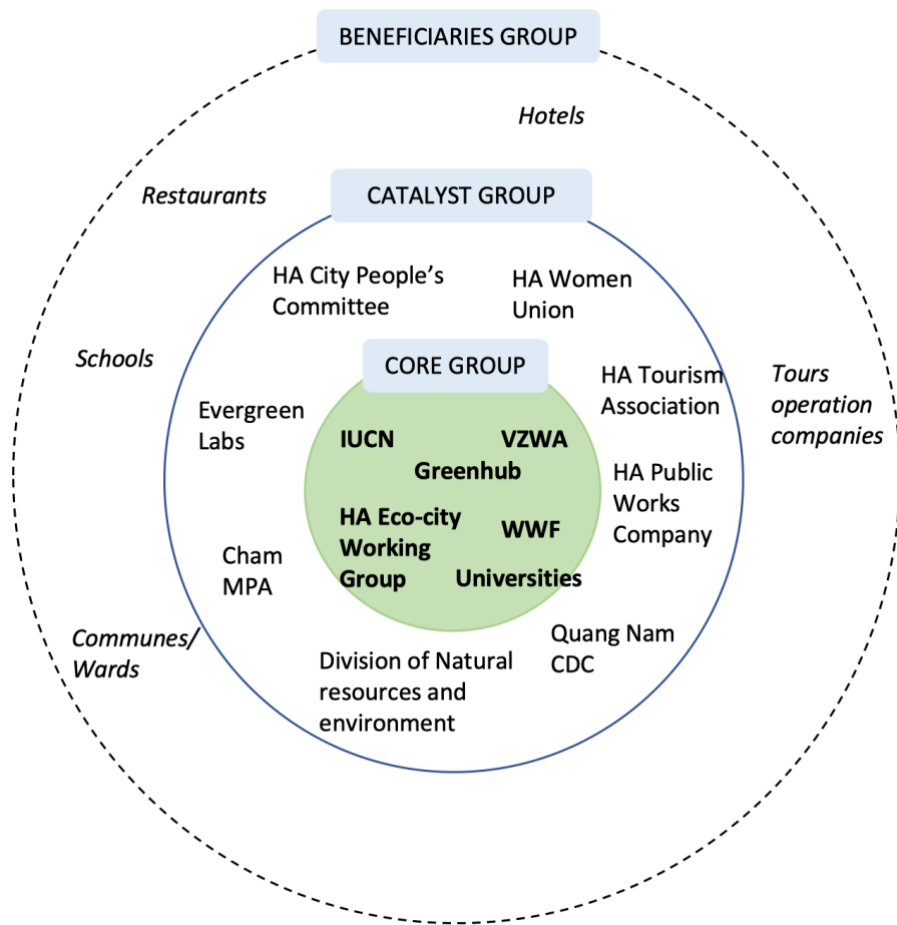 BENEFICIARIES GROUP
Hotels
Restaurants
CATALYST GROUP
HA City People’s
Committee
HA Women
Union
Schools
CORE GROUP
HA Tourism
Association
Tours
operation
companies
Evergreen
Labs
IUCN
VZWA
Greenhub
HA Public
Works
Company
HA Eco-city
Working
Group
WWF
Universities
Cham
MPA
Communes/
Wards
Quang Nam
CDC
Division of Natural
resources and
environment